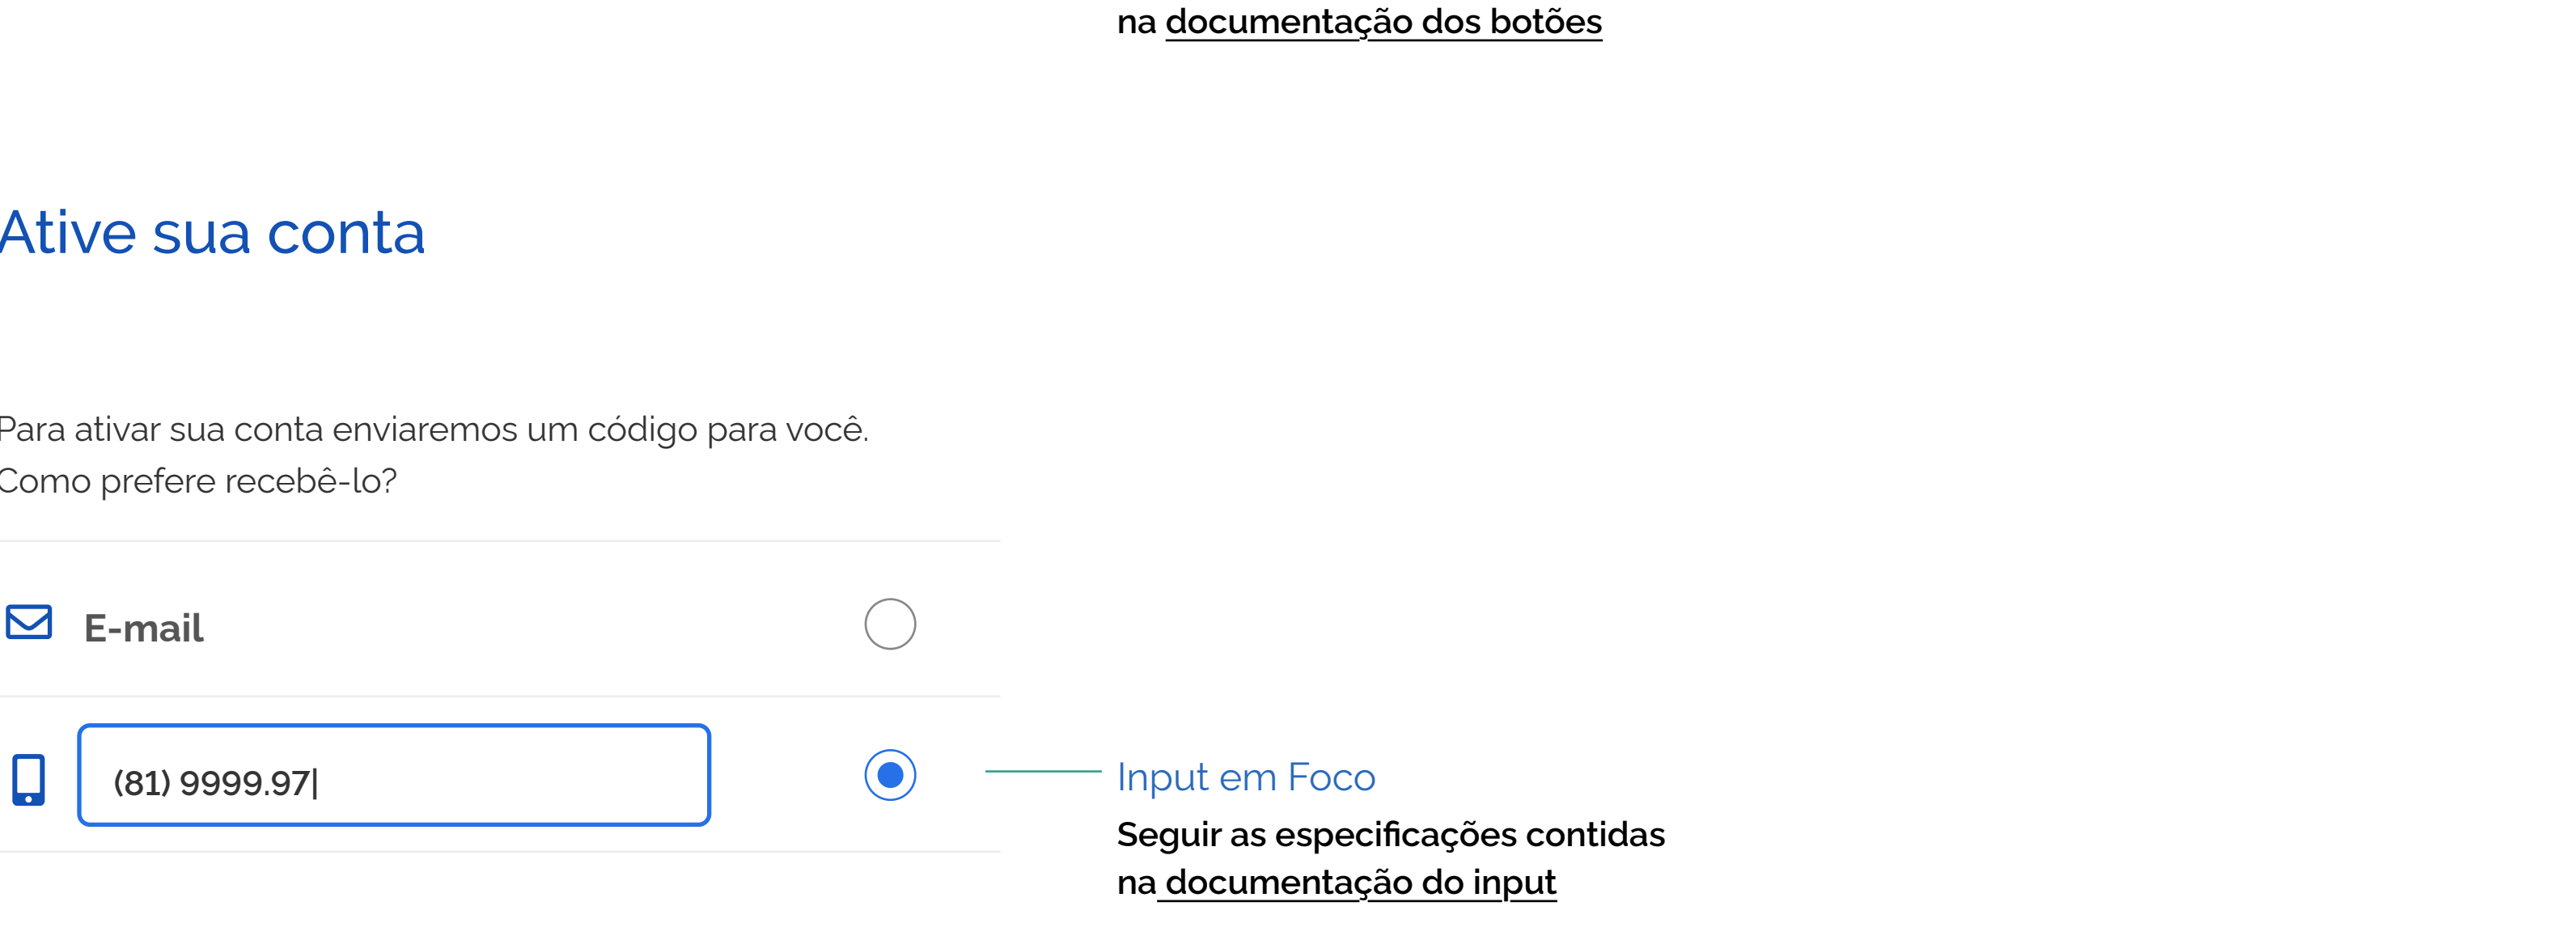 na documentação dos botões
Ative sua conta
Para ativar sua conta enviaremos um código para você.
Como prefere recebê-lo?
E-mail
(81) 9999.97|
Input em Foco
Seguir as especificações contidas
na documentação do input